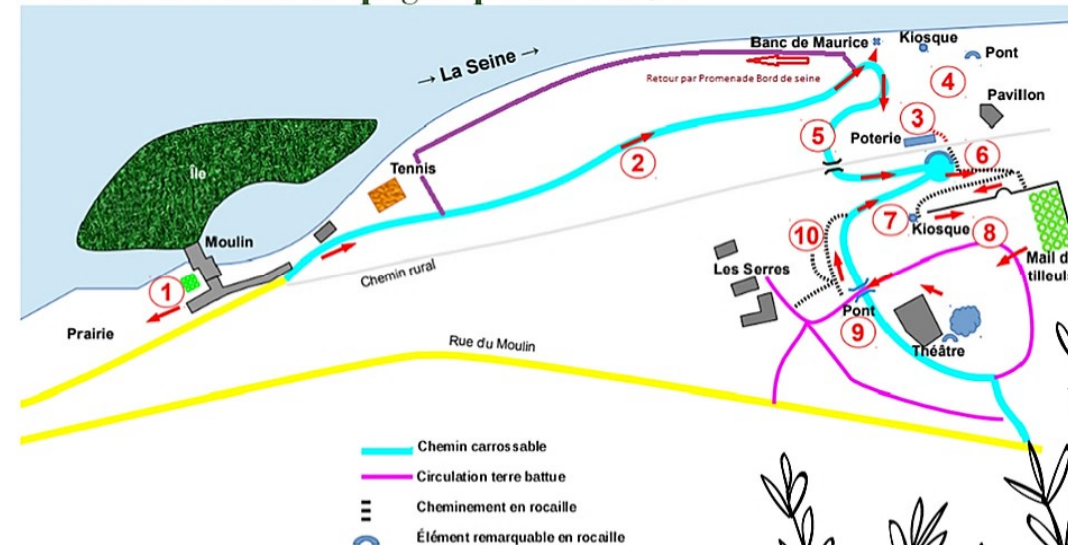 → La Seine →
Banc de Maurice
Kiosque
Pont
Retour par Promenade Bord de seine
4
Pavillon
3
Poterie
5
6
2
Île
Tennis
Moulin
7
Kiosque
8
10
Mail d
tilleuls
Chemin rural
Les Serres
1
Prairie
Pont
9
Théâtre
Rue du Moulin
Chemin carrossable
Circulation terre battue
Cheminement en rocaille
Élément remarquable en rocaille